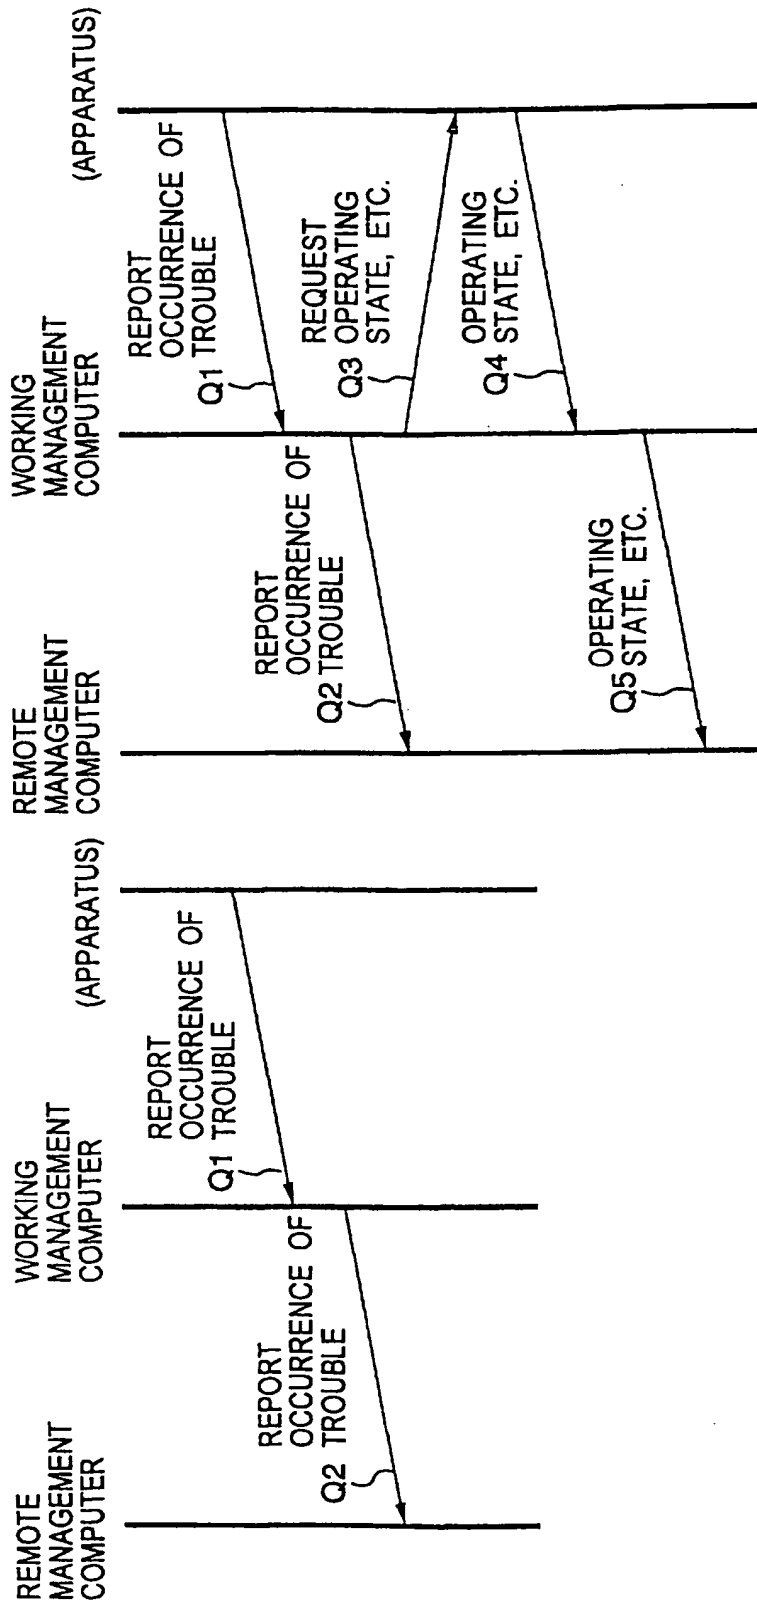 REMOTE
MANAGEMENT
COMPUTER
WORKING
MANAGEMENT
COMPUTER
(APPARATUS)
REPORT
OCCURRENCE OF
Q1 TROUBLE
REPORT
OCCURRENCE OF
Q2 TROUBLE
REMOTE
MANAGEMENT
COMPUTER
WORKING
MANAGEMENT
COMPUTER
(APPARATUS)
REPORT
OCCURRENCE OF
TROUBLE
Q1
REPORT
OCCURRENCE OF
Q2 TROUBLE
REQUEST
Q3 OPERATING
STATE, ETC.
OPERATING
Q4 STATE, ETC.
OPERATING
Q5 STATE, ETC.